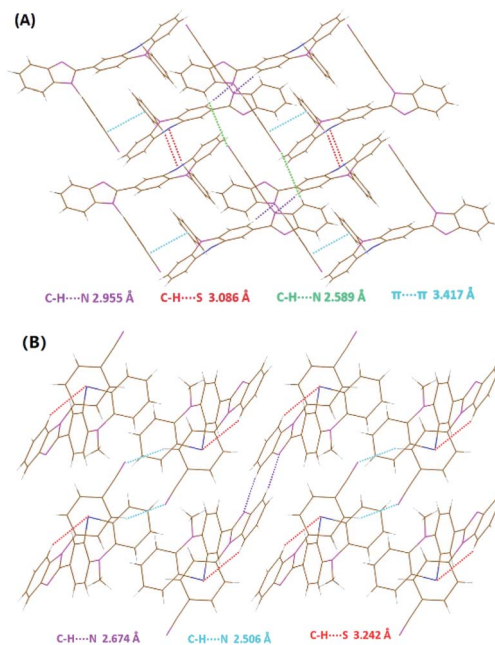 (A)
C-H····N 2.955 Å C-H····S 3.086 Å C-H····N 2.589 Å π····π 3.417 Å
(B)
C-H····N 2.674 Å C-H····N 2.506 Å C-H····S 3.242 Å